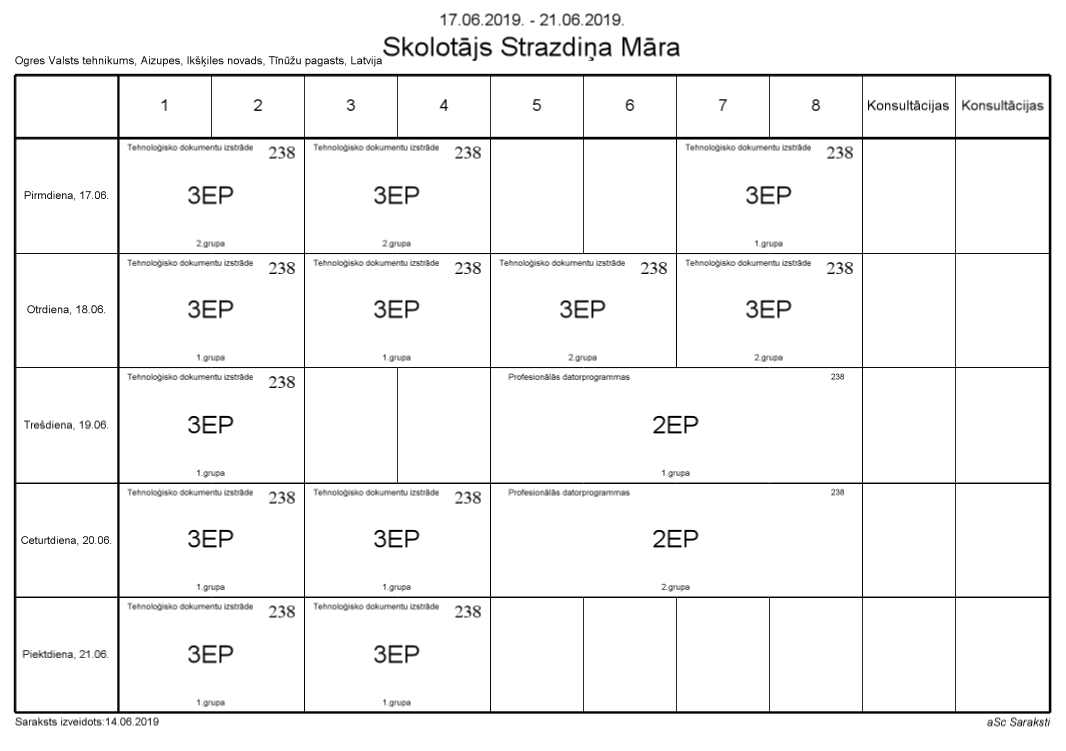 17.06.2019. - 21.06.2019.
Skolotājs Strazdiņa Māra
Ogres Valsts tehnikums, Aizupes, Ikšķiles novads, Tīnūžu pagasts, Latvija
1 2 3 4 5 6 7 8 Konsultācijas Konsultācijas
Tehnoloģisko dokumentu izstrāde 238 Tehnoloģisko dokumentu izstrāde 238 Tehnoloģisko dokumentu izstrāde 238
Pirmdiena, 17.06. 3EP 3EP 3EP
2.grupa 2.grupa 1.grupa
Tehnoloģisko dokumentu izstrāde 238 Tehnoloģisko dokumentu izstrāde 238 Tehnoloģisko dokumentu izstrāde 238 Tehnoloģisko dokumentu izstrāde 238
Otrdiena, 18.06. 3EP 3EP 3EP 3EP
1.grupa 1.grupa 2.grupa 2.grupa
Tehnoloģisko dokumentu izstrāde 238 Profesionālās datorprogrammas 238
Trešdiena, 19.06. 3EP 2EP
1.grupa 1.grupa
Tehnoloģisko dokumentu izstrāde 238 Tehnoloģisko dokumentu izstrāde 238 Profesionālās datorprogrammas 238
Ceturtdiena, 20.06. 3EP 3EP 2EP
1.grupa 1.grupa 2.grupa
Tehnoloģisko dokumentu izstrāde 238 Tehnoloģisko dokumentu izstrāde 238
Piektdiena, 21.06. 3EP 3EP
1.grupa 1.grupa
Saraksts izveidots:14.06.2019 aSc Saraksti